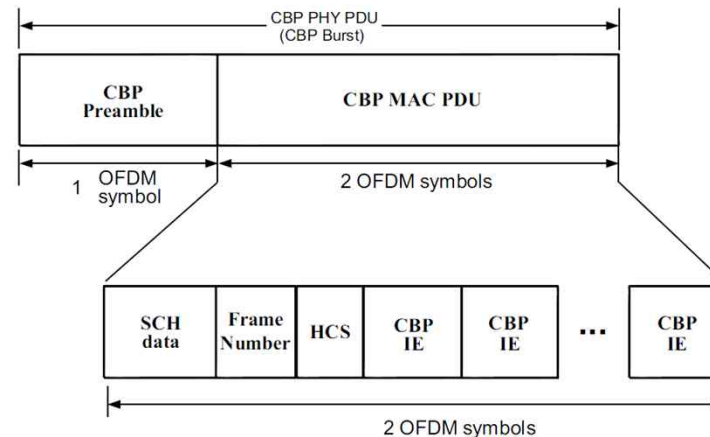 CBP PHY PDU
(CBP Burst)
CBP
Preamble
CBP MAC PDU
1 OFDM
symbol
2 OFDM symbols
SCH
data
Frame
Number
HCS
CBP
IE
CBP
IE
...
CBP
IE
2 OFDM symbols